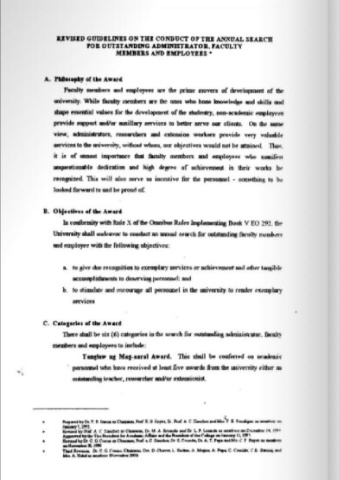 REVISED GUIDELINES ON THE CONDUCT OF THE ANNUAL SEARCH
FOR OUTSTANDING ADMINISTRATOR, FACULTY
MEMBERS AND EMPLOYEES *
A. Philosophy of the Award
Faculty members and employees are the prime movers of development of the
university. While faculty members are the ones who hone knowledge and skills and
shape essential values for the development of the studentry, non-academic employees
provide support and/or auxiliary services to better serve our clients. On the same
view, administrators, researchers and extension workers provide very valuable
services to the university, without whom, our objectives would not be attained. Thus,
it is of utmost importance that faculty members and employees who manifest
unquestionable dedication and high degree of achievement in their works be
recognized. This will also serve as incentive for the personnel - something to be
looked forward to and be proud of.
B. Objectives of the Award
In conformity with Rule X of the Omnibus Rules Implementing Book V EO 292, the
University shall endeavor to conduct an annual search for outstanding faculty members
and employee with the following objectives:
a. to give due recognition to exemplary services or achievement and other tangible
accomplishments to deserving personnel; and
b. to stimulate and encourage all personnel in the university to render exemplary
services
C. Categories of the Award
There shall be six (6) categories in the search for outstanding administrator, faculty
members and employees to include:
Tanglaw ng Mag-aaral Award. This shall be conferred on academic
personnel who have received at least five awards from the university either as
outstanding teacher, researcher and/or extensionist.